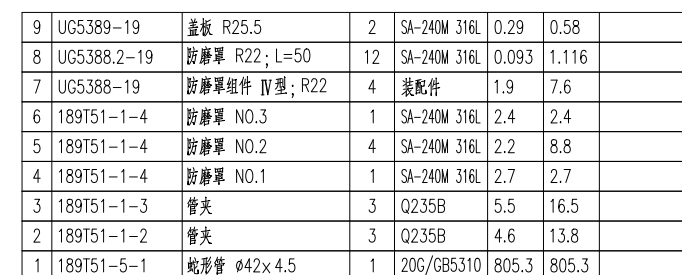 9 UG5389-19 盖板 R25.5 2 SA-240M 316L 0.29 0.58
8 UG5388.2-19 防磨罩 R22; L=50 12 SA-240M 316L 0.093 1.116
7 UG5388-19 防磨罩组件 Ⅳ型; R22 4 装配件 1.9 7.6
6 189T51-1-4 防磨罩 NO.3 1 SA-240M 316L 2.4 2.4
5 189T51-1-4 防磨罩 NO.2 4 SA-240M 316L 2.2 8.8
4 189T51-1-4 防磨罩 NO.1 1 SA-240M 316L 2.7 2.7
3 189T51-1-3 管夹 3 Q235B 5.5 16.5
2 189T51-1-2 管夹 3 Q235B 4.6 13.8
1 189T51-5-1 蛇形管 ø42x4.5 1 20G/GB5310 805.3 805.3